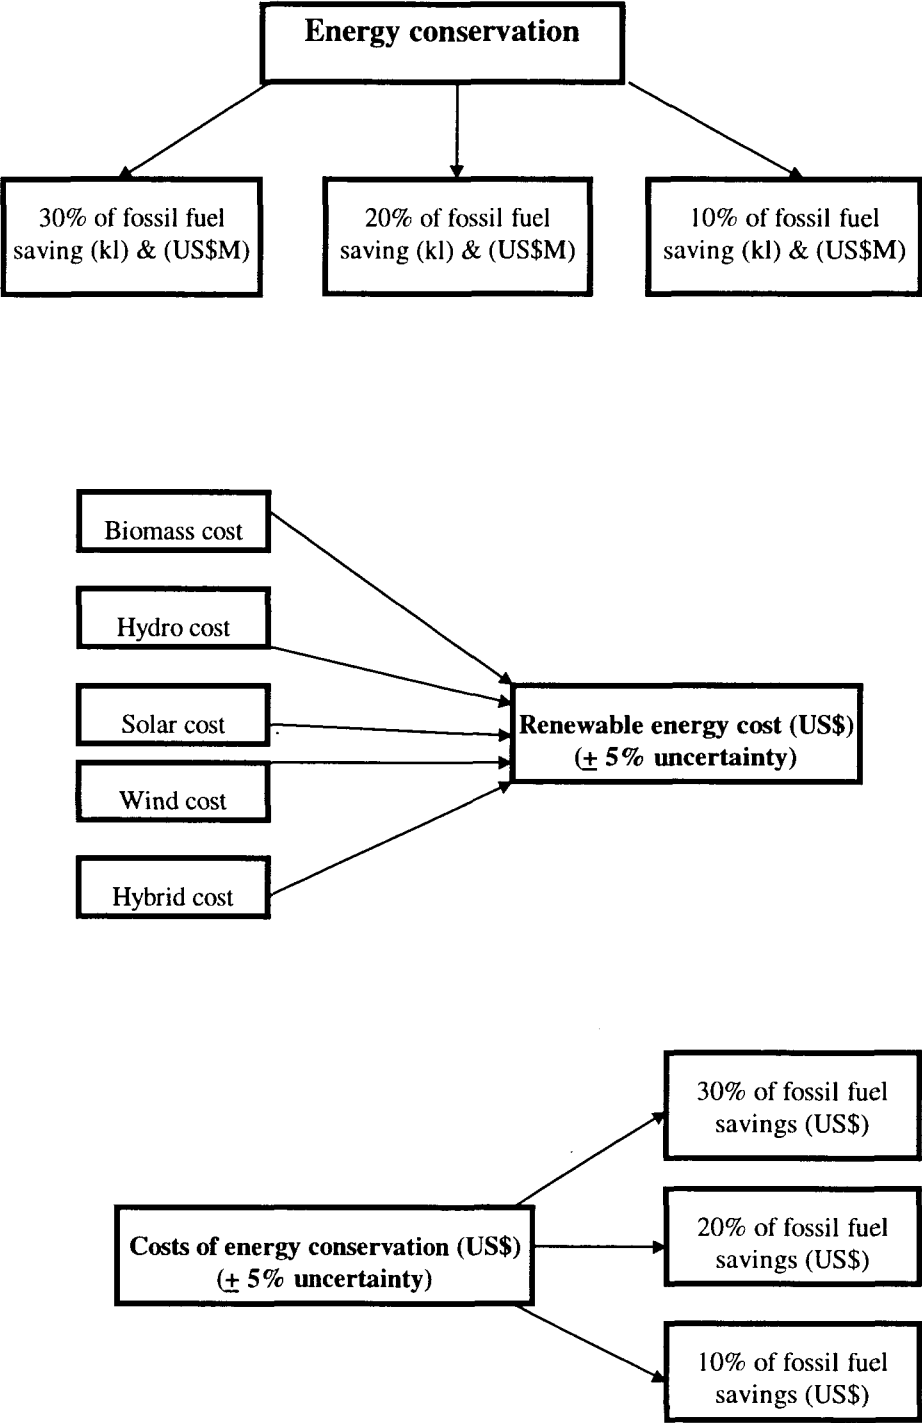 Energy conservation
30% of fossil fuel
saving (kl) & (US$M)
20% of fossil fuel
saving (kl) & (US$M)
10% of fossil fuel
saving (kl) & (US$M)
Biomass cost
Hydro cost
Solar cost
Wind cost
Hybrid cost
Renewable energy cost (US$)
(± 5% uncertainty)
Costs of energy conservation (US$)
(± 5% uncertainty)
30% of fossil fuel
savings (US$)
20% of fossil fuel
savings (US$)
10% of fossil fuel
savings (US$)